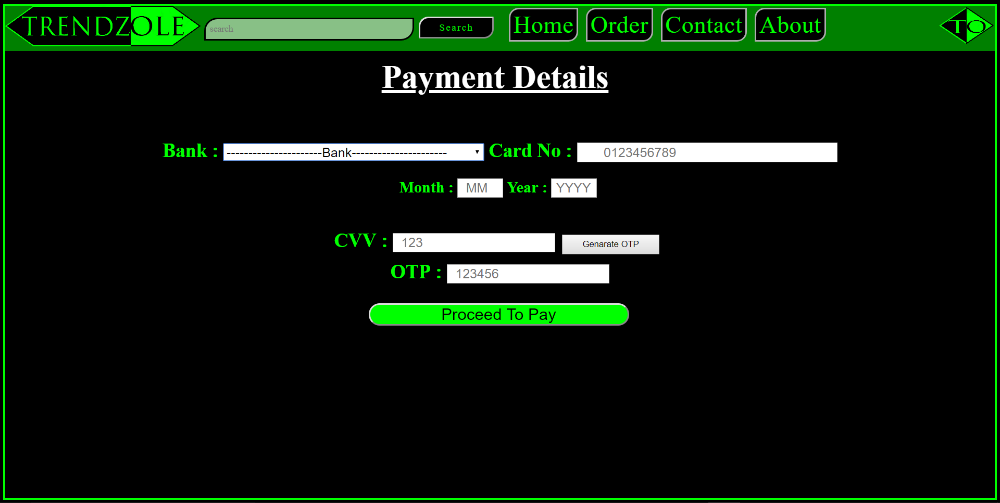 TRENDZOLE search Search Home Order Contact About TO
Payment Details
Bank : ----------------------Bank---------------------- Card No : 0123456789
Month : MM Year : YYYY
CVV : 123 Genarate OTP
OTP : 123456
Proceed To Pay